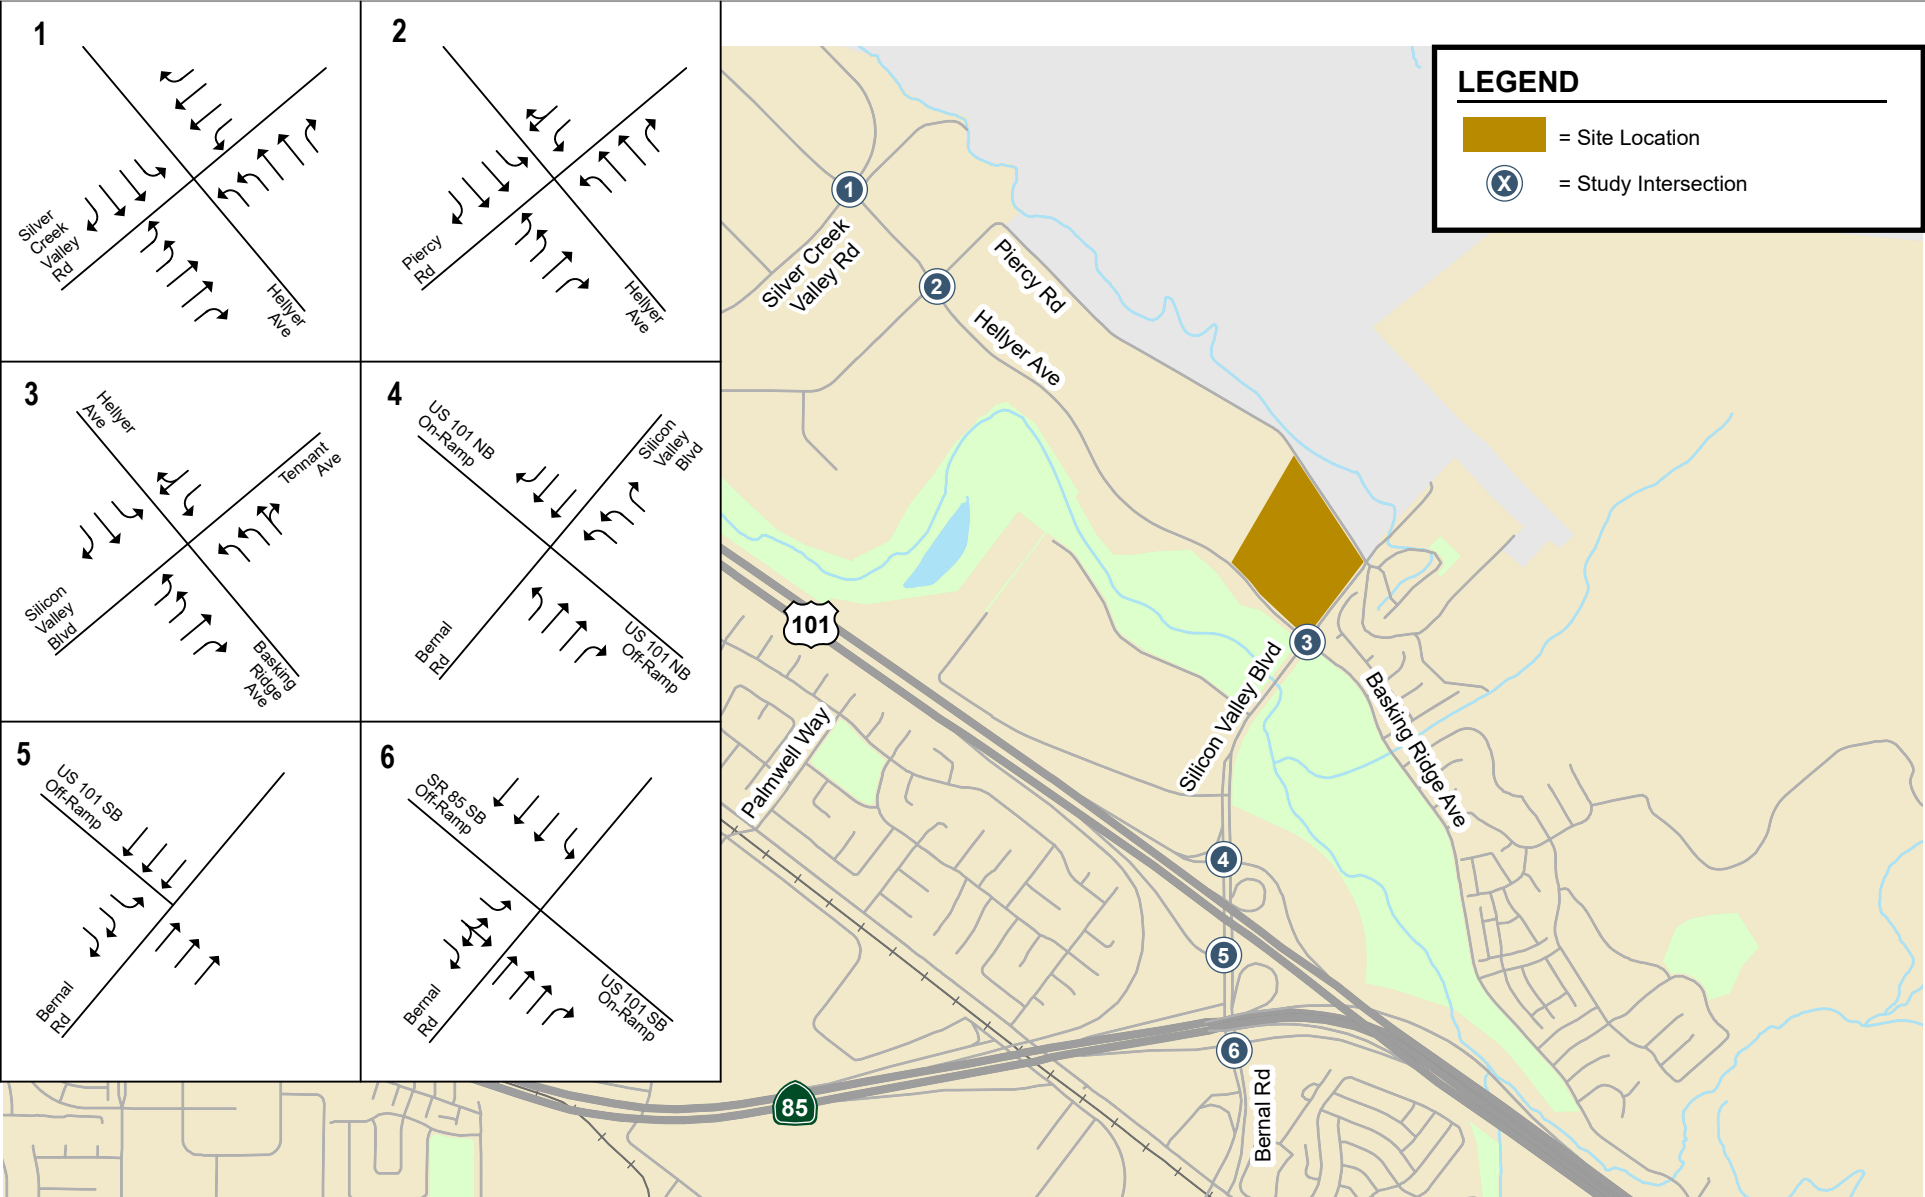 1
Silver
Creek
Valley
Rd
Hellyer
Ave
2
Piercy
Rd
Hellyer
Ave
3
Hellyer
Ave
Tennant
Ave
Silicon
Valley
Blvd
Basking
Ridge
Ave
4
US 101 NB
On-Ramp
Silicon
Valley
Blvd
Bernal
Rd
US 101 NB
Off-Ramp
5
US 101 SB
Off-Ramp
Bernal
Rd
6
SR 85 SB
Off-Ramp
Bernal
Rd
US 101 SB
On-Ramp
LEGEND
= Site Location
X = Study Intersection
1
Silver Creek
Valley Rd
2
Piercy Rd
Hellyer Ave
101
3
Silicon Valley Blvd
Basking Ridge Ave
Palmwell Way
4
5
6
85
Bernal Rd